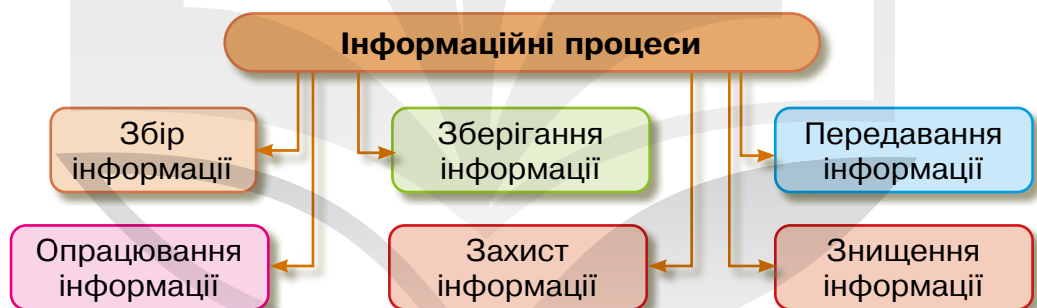 Інформаційні процеси
Збір
інформації
Зберігання
інформації
Передавання
інформації
Опрацювання
інформації
Захист
інформації
Знищення
інформації